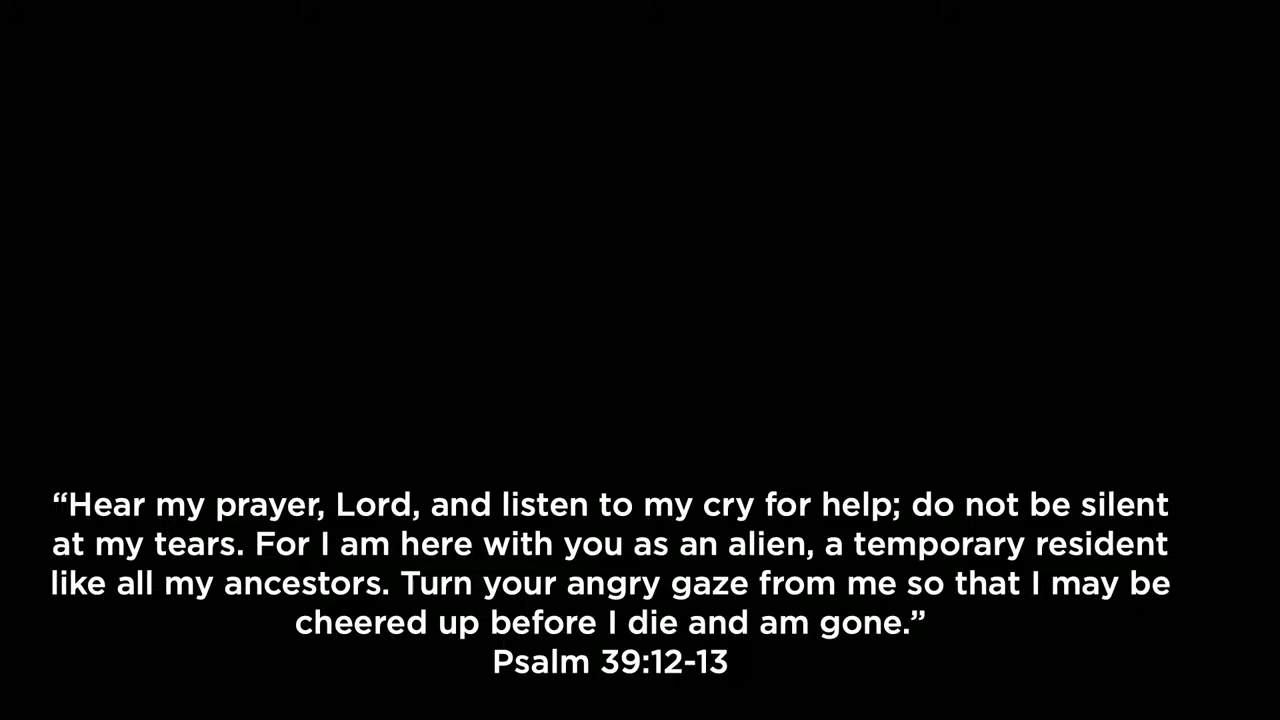 “Hear my prayer, Lord, and listen to my cry for help; do not be silent
at my tears. For I am here with you as an alien, a temporary resident
like all my ancestors. Turn your angry gaze from me so that I may be
cheered up before I die and am gone.”
Psalm 39:12-13